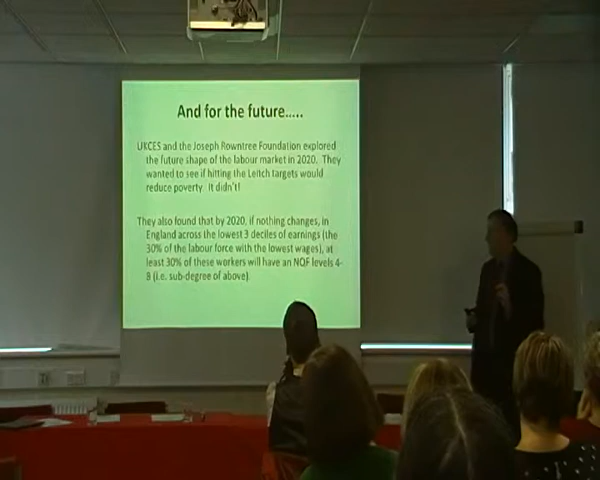 And for the future.....
UKCES and the Joseph Rowntree Foundation explored
the future shape of the labour market in 2020. They
wanted to see if hitting the Leitch targets would
reduce poverty. It didn't!
They also found that by 2020, if nothing changes, in
England across the lowest 3 deciles of earnings (the
30% of the labour force with the lowest wages), at
least 30% of these workers will have an NQF levels 4-
8 (i.e. sub-degree of above)